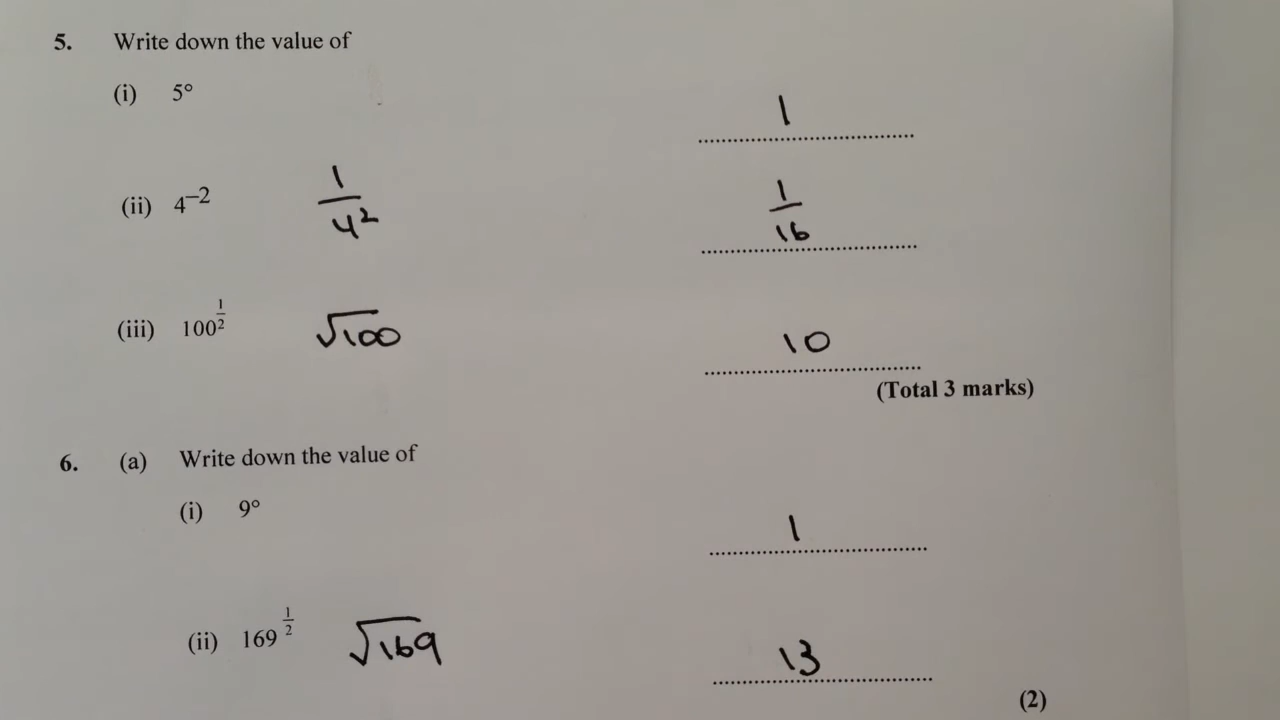 5. Write down the value of
(i) 5° 1
(ii) 4⁻² 1/4² 1/16
(iii) 100^(1/2) √100 10
(Total 3 marks)
6. (a) Write down the value of
(i) 9° 1
(ii) 169^(1/2) √169 13
(2)